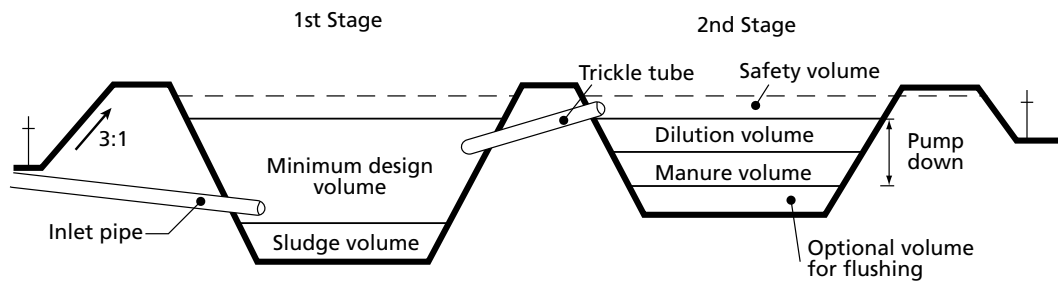 1st Stage
2nd Stage
Trickle tube
Safety volume
3:1
Minimum design
volume
Dilution volume
Pump
down
Manure volume
Inlet pipe
Sludge volume
Optional volume
for flushing